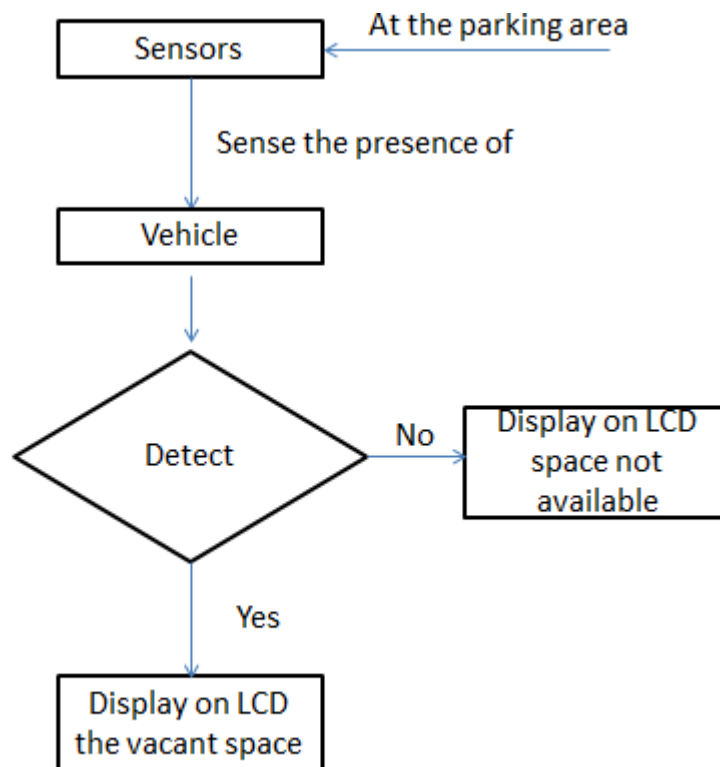 At the parking area
Sensors
Sense the presence of
Vehicle
Detect
No
Display on LCD
space not
available
Yes
Display on LCD
the vacant space